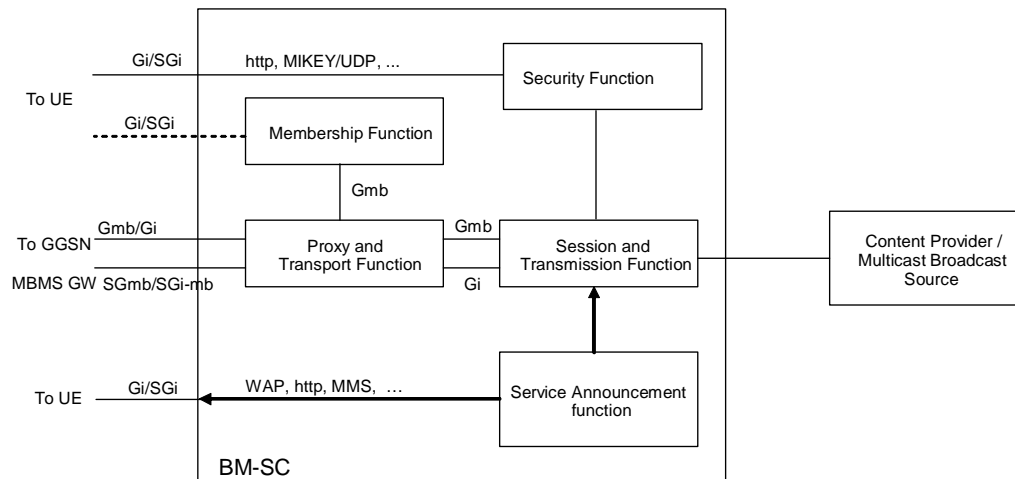 Gi/SGi
http, MIKEY/UDP, ...
Security Function
To UE
Gi/SGi
Membership Function
Gmb
Gmb/Gi
Gmb
To GGSN
Proxy and
Transport Function
Session and
Transmission Function
Content Provider /
Multicast Broadcast
Source
MBMS GW
SGmb/SGi-mb
Gi
Gi/SGi
WAP, http, MMS, ...
To UE
Service Announcement
function
BM-SC